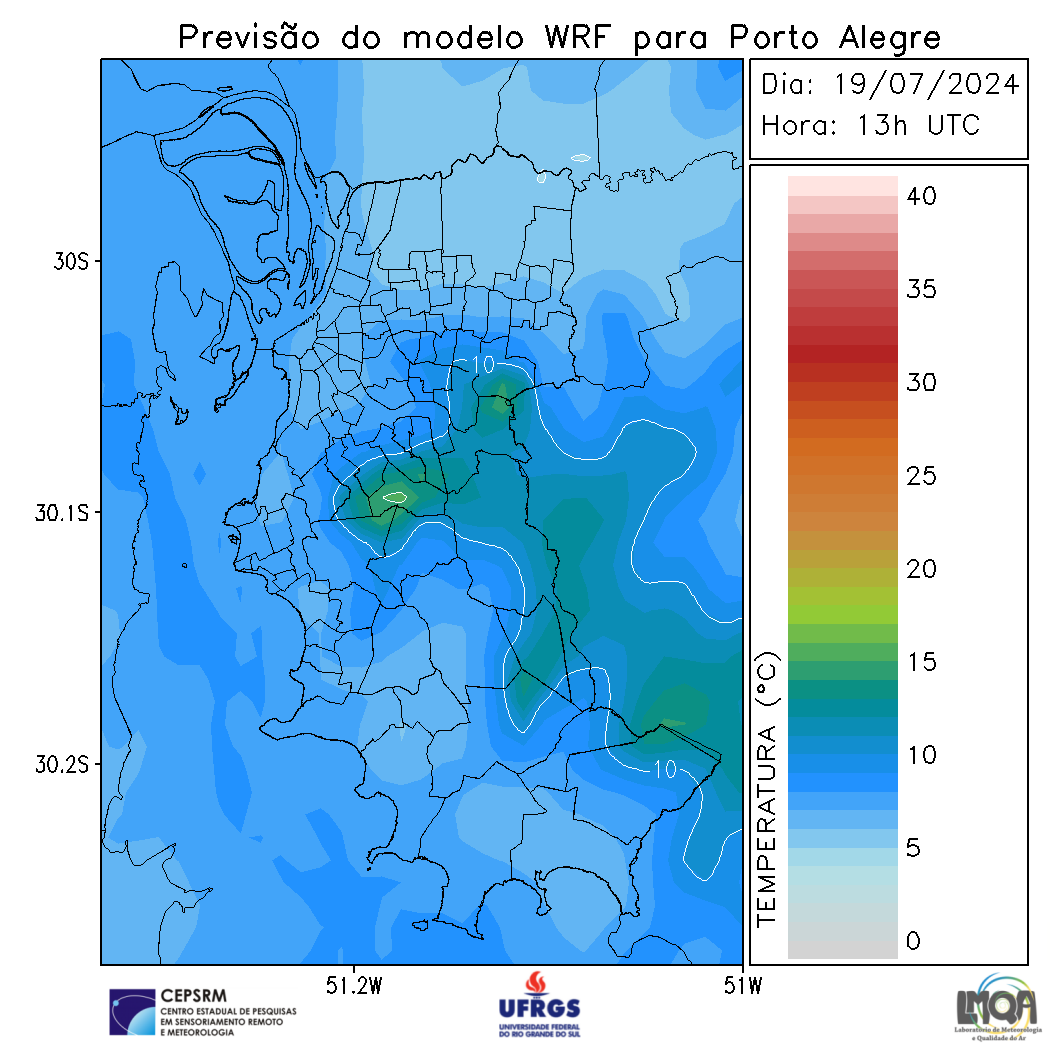 Previsão do modelo WRF para Porto Alegre
Dia: 19/07/2024
Hora: 13h UTC
30S
30.1S
30.2S
51.2W
51W
10
10
TEMPERATURA (°C)
40
35
30
25
20
15
10
5
0
CEPSRM
CENTRO ESTADUAL DE PESQUISAS
EM SENSORIAMENTO REMOTO
E METEOROLOGIA
UFRGS
UNIVERSIDADE FEDERAL
DO RIO GRANDE DO SUL
LMQA
Laboratório de Meteorologia
e Qualidade do Ar